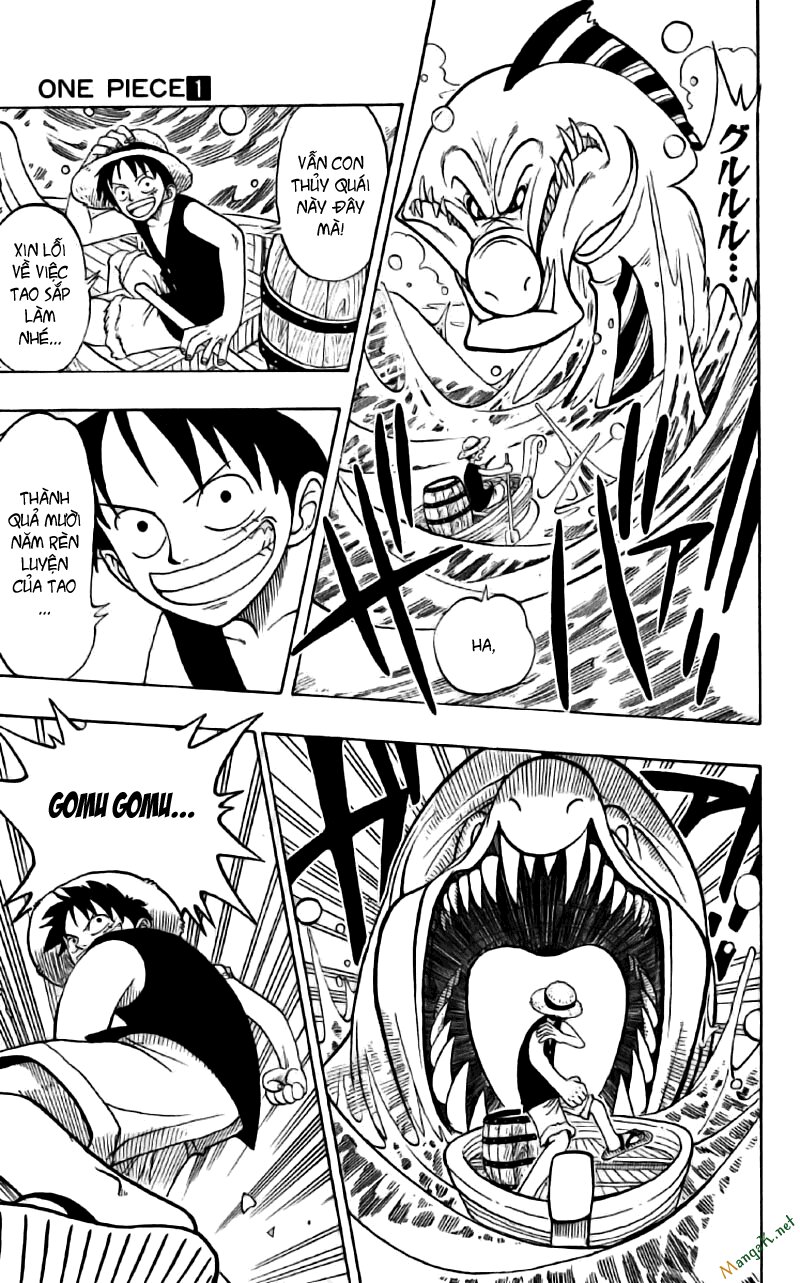 ONE PIECE 1
グルルル…
HA,
VẪN CON
THỦY QUÁI
NÀY ĐÂY
MÀ!
XIN LỖI
VỀ VIỆC
TAO SẮP
LÀM
NHÉ...
THÀNH
QUẢ MƯỜI
NĂM RÈN
LUYỆN
CỦA TAO
...
GOMU GOMU...
MangaK.net